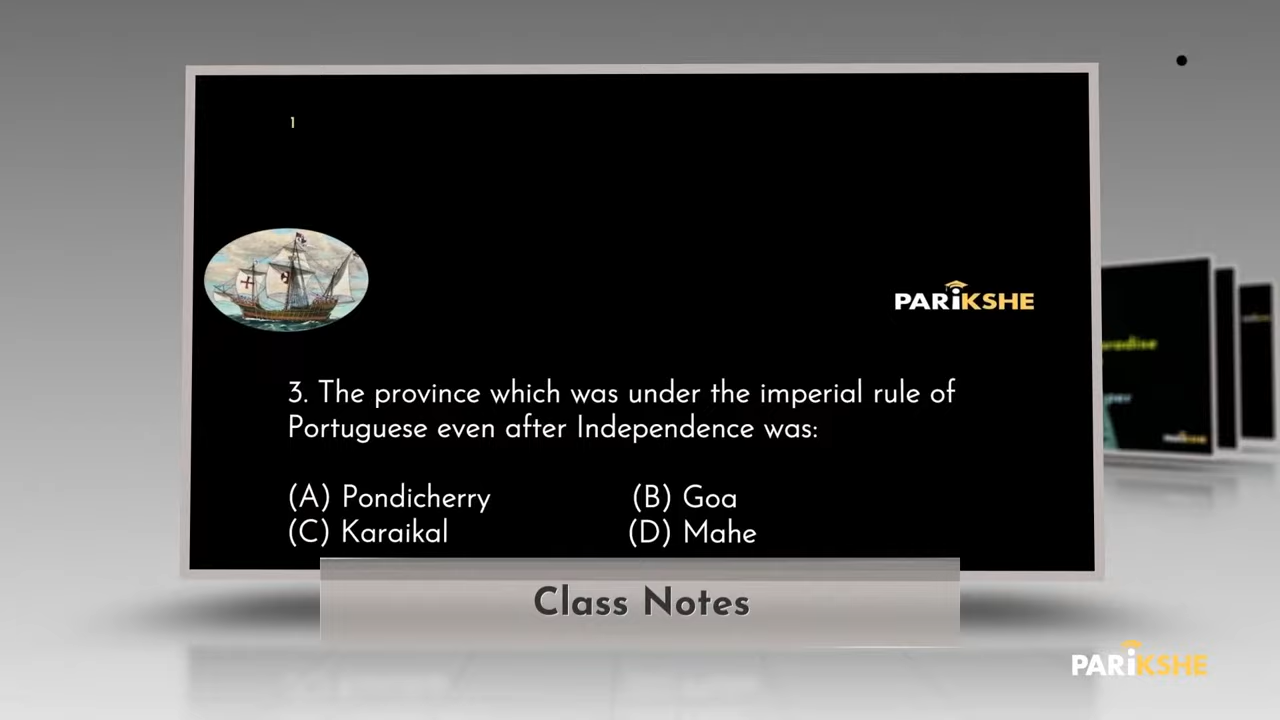 1
PARiKSHE
3. The province which was under the imperial rule of
Portuguese even after Independence was:
(A) Pondicherry (B) Goa
(C) Karaikal (D) Mahe
Class Notes
PARiKSHE